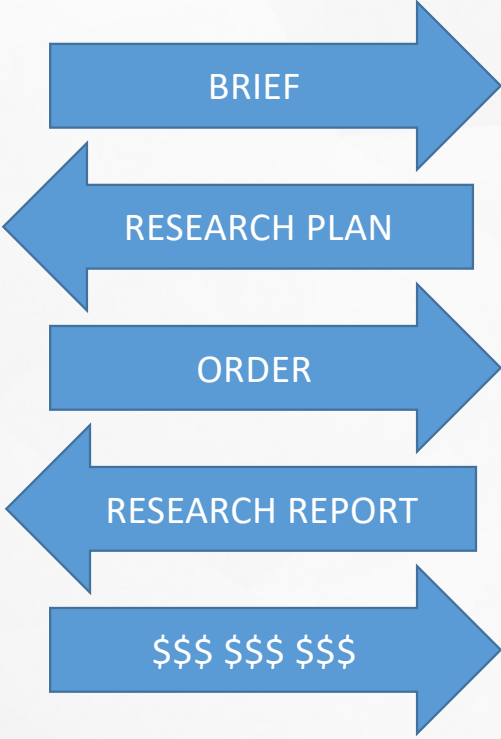 BRIEF
RESEARCH PLAN
ORDER
RESEARCH REPORT
$$$ $$$ $$$